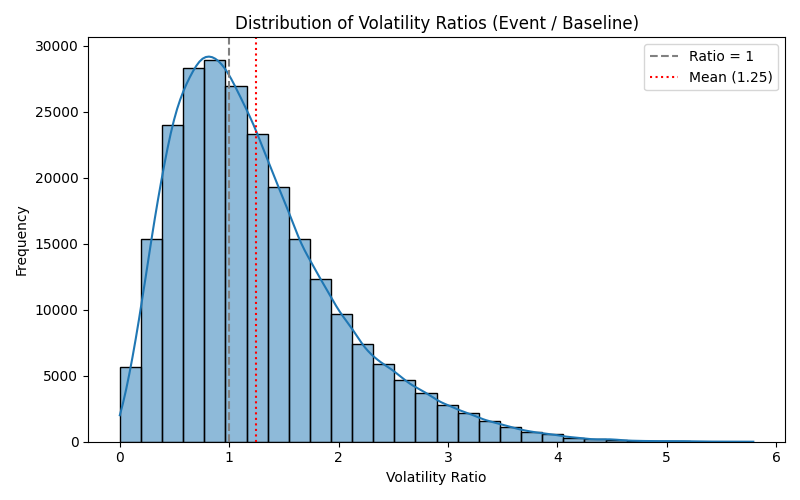 Distribution of Volatility Ratios (Event / Baseline)
Ratio = 1
Mean (1.25)
Frequency
30000
25000
20000
15000
10000
5000
0
0 1 2 3 4 5 6
Volatility Ratio